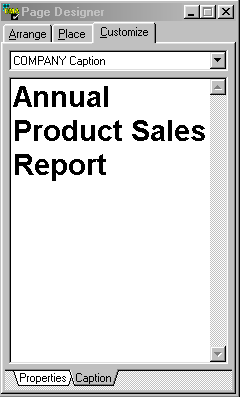 Page Designer
Arrange Place Customize
COMPANY Caption
Annual
Product Sales
Report
Properties Caption